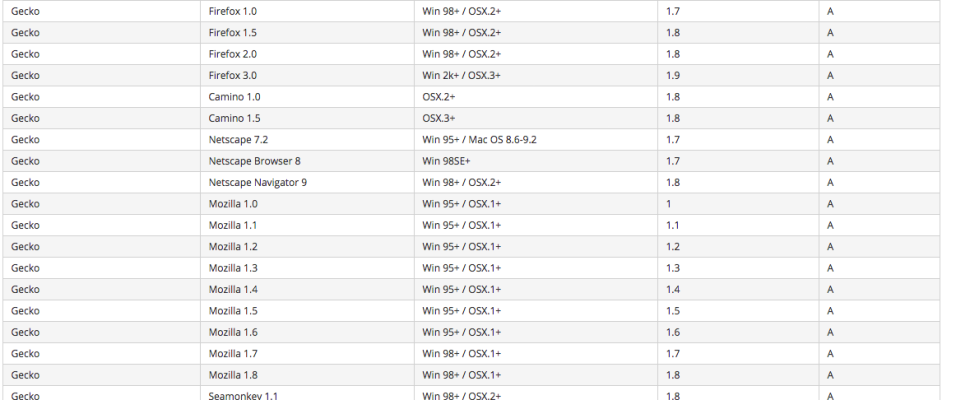 Gecko Firefox 1.0 Win 98+ / OSX.2+ 1.7 A
Gecko Firefox 1.5 Win 98+ / OSX.2+ 1.8 A
Gecko Firefox 2.0 Win 98+ / OSX.2+ 1.8 A
Gecko Firefox 3.0 Win 2k+ / OSX.3+ 1.9 A
Gecko Camino 1.0 OSX.2+ 1.8 A
Gecko Camino 1.5 OSX.3+ 1.8 A
Gecko Netscape 7.2 Win 95+ / Mac OS 8.6-9.2 1.7 A
Gecko Netscape Browser 8 Win 98SE+ 1.7 A
Gecko Netscape Navigator 9 Win 98+ / OSX.2+ 1.8 A
Gecko Mozilla 1.0 Win 95+ / OSX.1+ 1 A
Gecko Mozilla 1.1 Win 95+ / OSX.1+ 1.1 A
Gecko Mozilla 1.2 Win 95+ / OSX.1+ 1.2 A
Gecko Mozilla 1.3 Win 95+ / OSX.1+ 1.3 A
Gecko Mozilla 1.4 Win 95+ / OSX.1+ 1.4 A
Gecko Mozilla 1.5 Win 95+ / OSX.1+ 1.5 A
Gecko Mozilla 1.6 Win 95+ / OSX.1+ 1.6 A
Gecko Mozilla 1.7 Win 98+ / OSX.1+ 1.7 A
Gecko Mozilla 1.8 Win 98+ / OSX.1+ 1.8 A
Gecko Seamonkey 1.1 Win 98+ / OSX.2+ 1.8 A